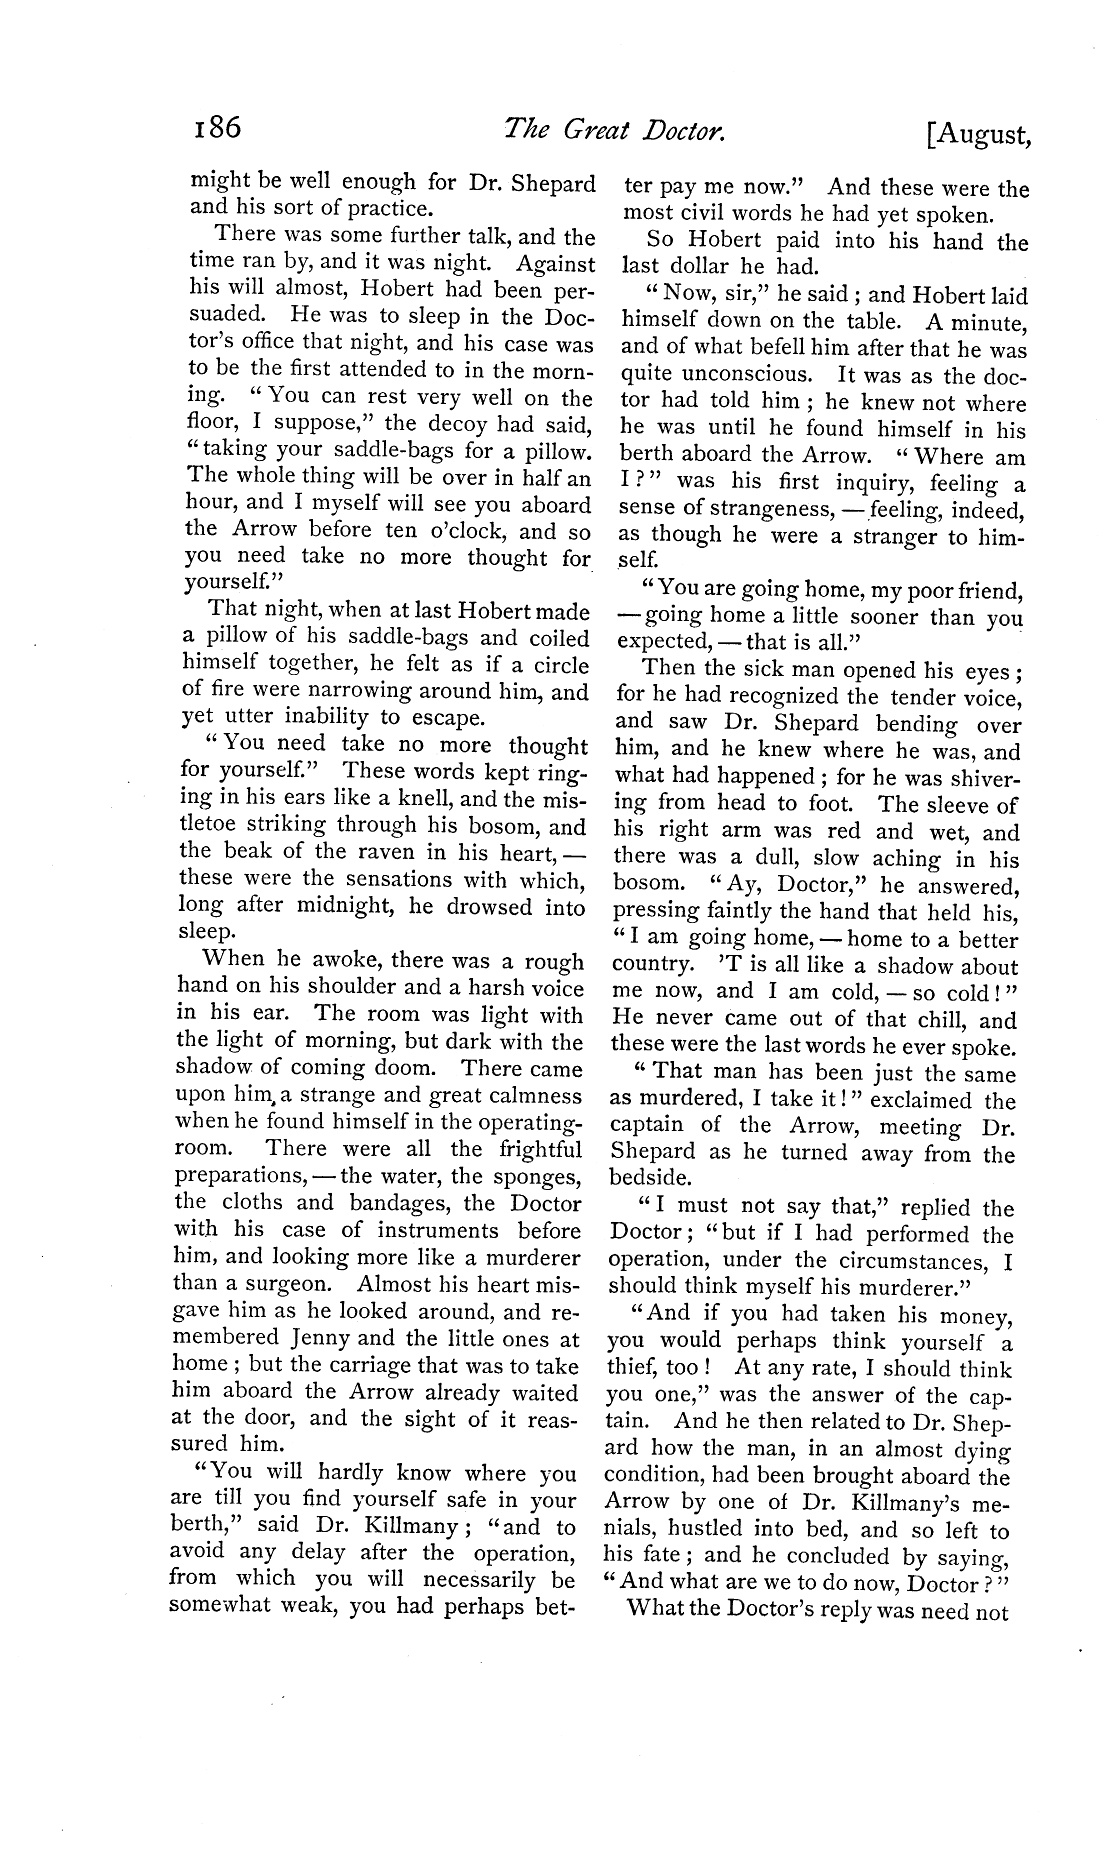 186 The Great Doctor. [August,
might be well enough for Dr. Shepard
and his sort of practice.
There was some further talk, and the
time ran by, and it was night. Against
his will almost, Hobert had been per-
suaded. He was to sleep in the Doc-
tor's office that night, and his case was
to be the first attended to in the morn-
ing. "You can rest very well on the
floor, I suppose," the decoy had said,
"taking your saddle-bags for a pillow.
The whole thing will be over in half an
hour, and I myself will see you aboard
the Arrow before ten o'clock, and so
you need take no more thought for
yourself."
That night, when at last Hobert made
a pillow of his saddle-bags and coiled
himself together, he felt as if a circle
of fire were narrowing around him, and
yet utter inability to escape.
"You need take no more thought
for yourself." These words kept ring-
ing in his ears like a knell, and the mis-
tletoe striking through his bosom, and
the beak of the raven in his heart, —
these were the sensations with which,
long after midnight, he drowsed into
sleep.
When he awoke, there was a rough
hand on his shoulder and a harsh voice
in his ear. The room was light with
the light of morning, but dark with the
shadow of coming doom. There came
upon him, a strange and great calmness
when he found himself in the operating-
room. There were all the frightful
preparations, — the water, the sponges,
the cloths and bandages, the Doctor
with his case of instruments before
him, and looking more like a murderer
than a surgeon. Almost his heart mis-
gave him as he looked around, and re-
membered Jenny and the little ones at
home ; but the carriage that was to take
him aboard the Arrow already waited
at the door, and the sight of it reas-
sured him.
"You will hardly know where you
are till you find yourself safe in your
berth," said Dr. Killmany ; "and to
avoid any delay after the operation,
from which you will necessarily be
somewhat weak, you had perhaps bet-
ter pay me now." And these were the
most civil words he had yet spoken.
So Hobert paid into his hand the
last dollar he had.
"Now, sir," he said ; and Hobert laid
himself down on the table. A minute,
and of what befell him after that he was
quite unconscious. It was as the doc-
tor had told him ; he knew not where
he was until he found himself in his
berth aboard the Arrow. "Where am
I ?" was his first inquiry, feeling a
sense of strangeness, — feeling, indeed,
as though he were a stranger to him-
self.
"You are going home, my poor friend,
— going home a little sooner than you
expected, — that is all."
Then the sick man opened his eyes ;
for he had recognized the tender voice,
and saw Dr. Shepard bending over
him, and he knew where he was, and
what had happened ; for he was shiver-
ing from head to foot. The sleeve of
his right arm was red and wet, and
there was a dull, slow aching in his
bosom. "Ay, Doctor," he answered,
pressing faintly the hand that held his,
"I am going home, — home to a better
country. 'T is all like a shadow about
me now, and I am cold, — so cold !"
He never came out of that chill, and
these were the last words he ever spoke.
"That man has been just the same
as murdered, I take it !" exclaimed the
captain of the Arrow, meeting Dr.
Shepard as he turned away from the
bedside.
"I must not say that," replied the
Doctor ; "but if I had performed the
operation, under the circumstances, I
should think myself his murderer."
"And if you had taken his money,
you would perhaps think yourself a
thief, too ! At any rate, I should think
you one," was the answer of the cap-
tain. And he then related to Dr. Shep-
ard how the man, in an almost dying
condition, had been brought aboard the
Arrow by one of Dr. Killmany's me-
nials, hustled into bed, and so left to
his fate ; and he concluded by saying,
"And what are we to do now, Doctor ?"
What the Doctor's reply was need not